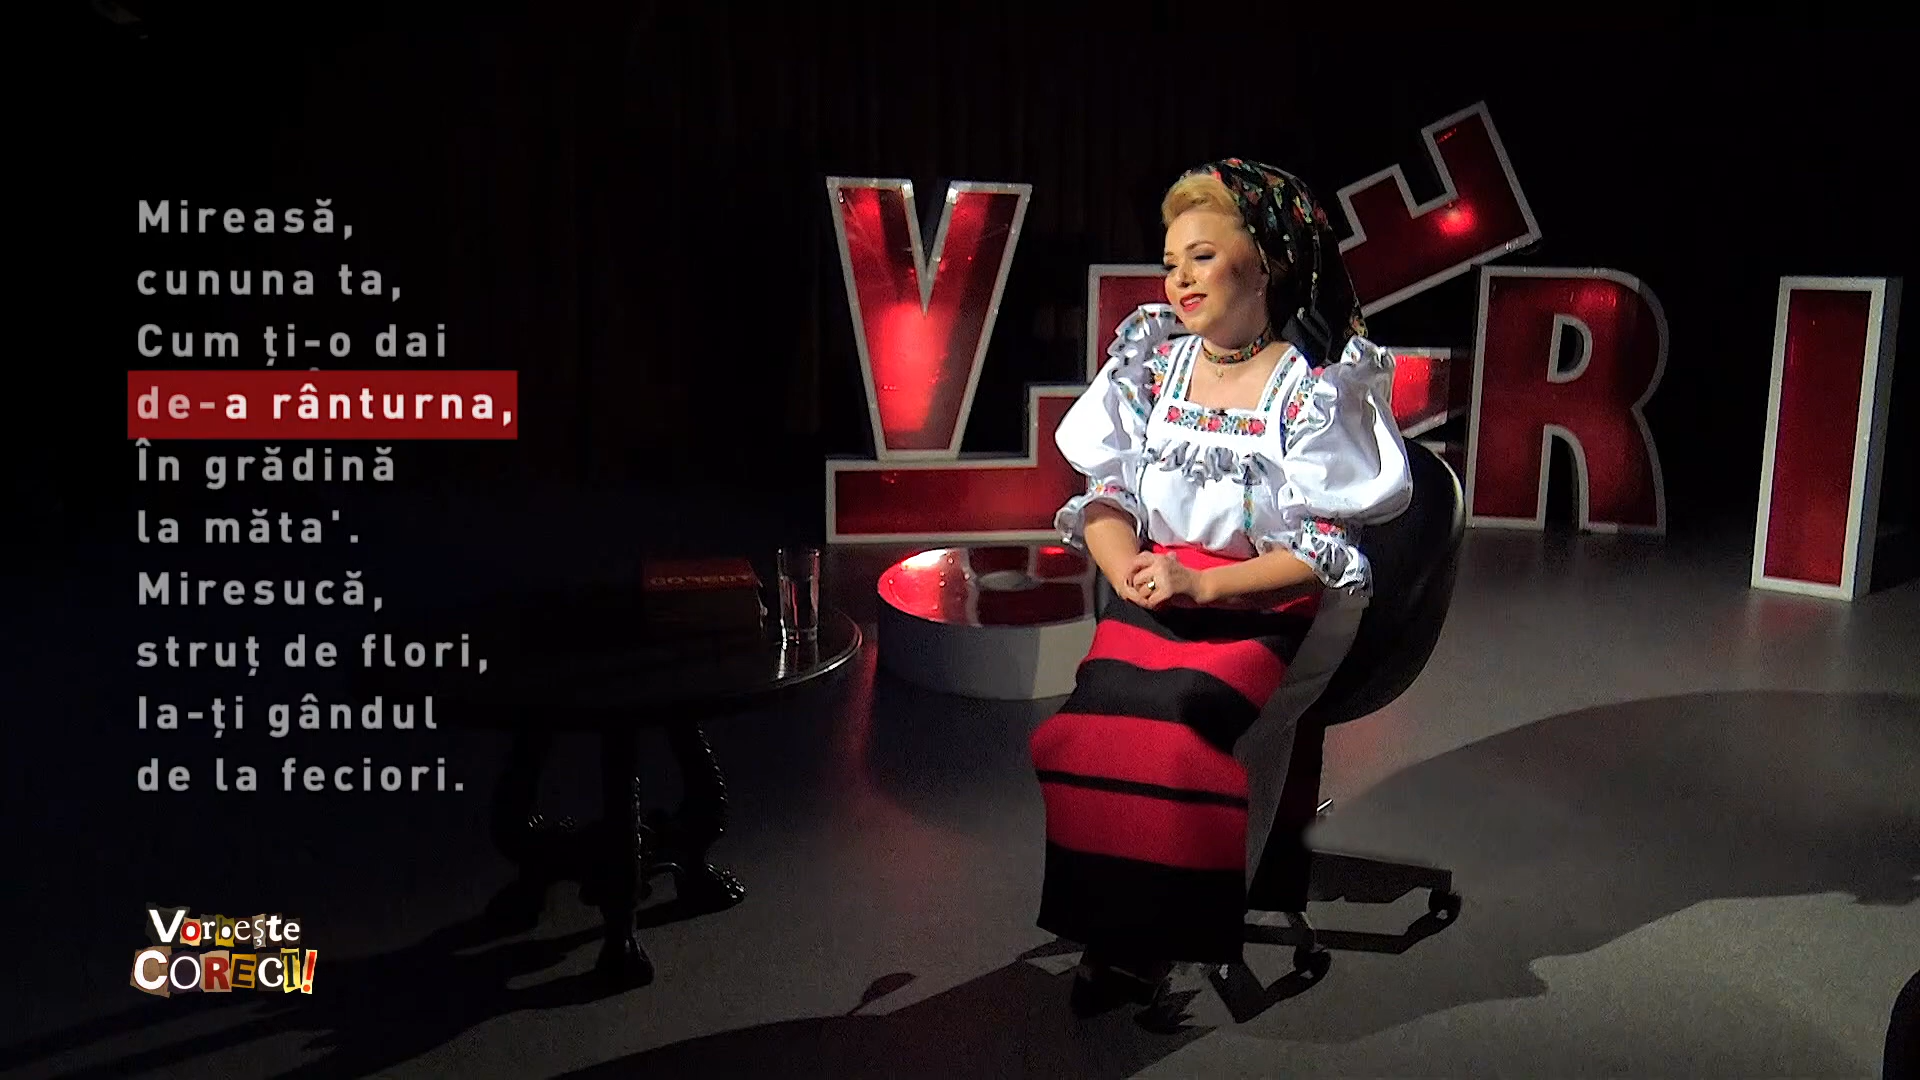 Mireasă,
cununa ta,
Cum ți-o dai
de-a rânturna,
În grădină
la măta'.
Miresucă,
struț de flori,
Ia-ți gândul
de la feciori.
Vorbește
CORECT!
V
R
I